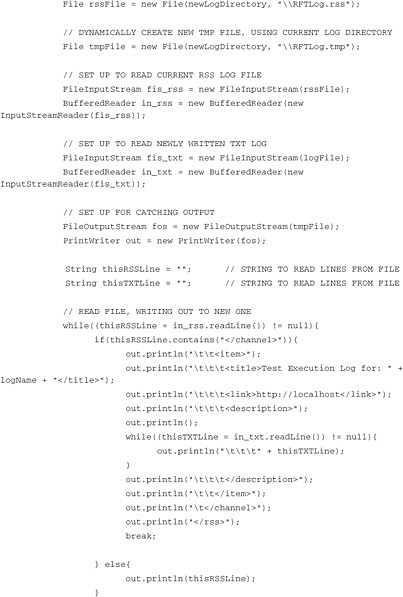 File rssFile = new File(newLogDirectory, "\\RFTLog.rss");
// DYNAMICALLY CREATE NEW TMP FILE, USING CURRENT LOG DIRECTORY
File tmpFile = new File(newLogDirectory, "\\RFTLog.tmp");
// SET UP TO READ CURRENT RSS LOG FILE
FileInputStream fis_rss = new FileInputStream(rssFile);
BufferedReader in_rss = new BufferedReader(new
InputStreamReader(fis_rss));
// SET UP TO READ NEWLY WRITTEN TXT LOG
FileInputStream fis_txt = new FileInputStream(logFile);
BufferedReader in_txt = new BufferedReader(new
InputStreamReader(fis_txt));
// SET UP FOR CATCHING OUTPUT
FileOutputStream fos = new FileOutputStream(tmpFile);
PrintWriter out = new PrintWriter(fos);
String thisRSSLine = "";    // STRING TO READ LINES FROM FILE
String thisTXTLine = "";    // STRING TO READ LINES FROM FILE
// READ FILE, WRITING OUT TO NEW ONE
while((thisRSSLine = in_rss.readLine()) != null){
if(thisRSSLine.contains("</channel>")){
out.println("\t\t<item>");
out.println("\t\t\t<title>Test Execution Log for: " +
logName + "</title>");
out.println("\t\t\t<link>http://localhost</link>");
out.println("\t\t\t<description>");
out.println();
while((thisTXTLine = in_txt.readLine()) != null){
out.println("\t\t\t" + thisTXTLine);
}
out.println("\t\t\t</description>");
out.println("\t\t</item>");
out.println("\t</channel>");
out.println("</rss>");
break;
} else{
out.println(thisRSSLine);
}